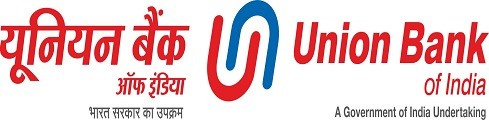 यूनियन बैंक
ऑफ इंडिया
भारत सरकार का उपक्रम
Union Bank
of India
A Government of India Undertaking